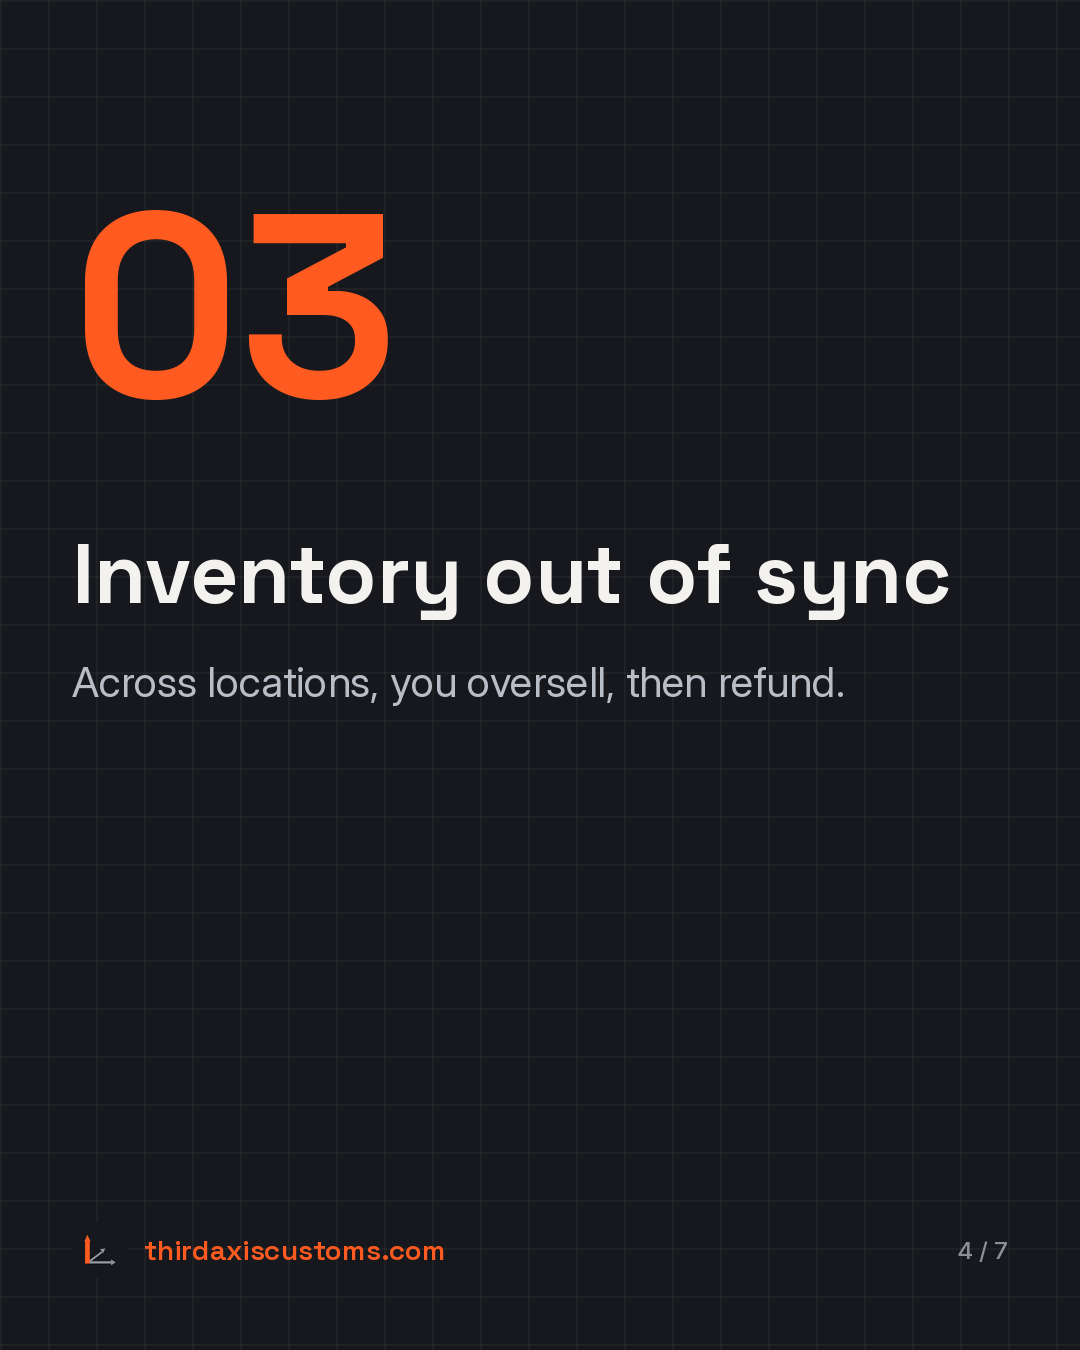 03
Inventory out of sync
Across locations, you oversell, then refund.
thirdaxiscustoms.com
4 / 7